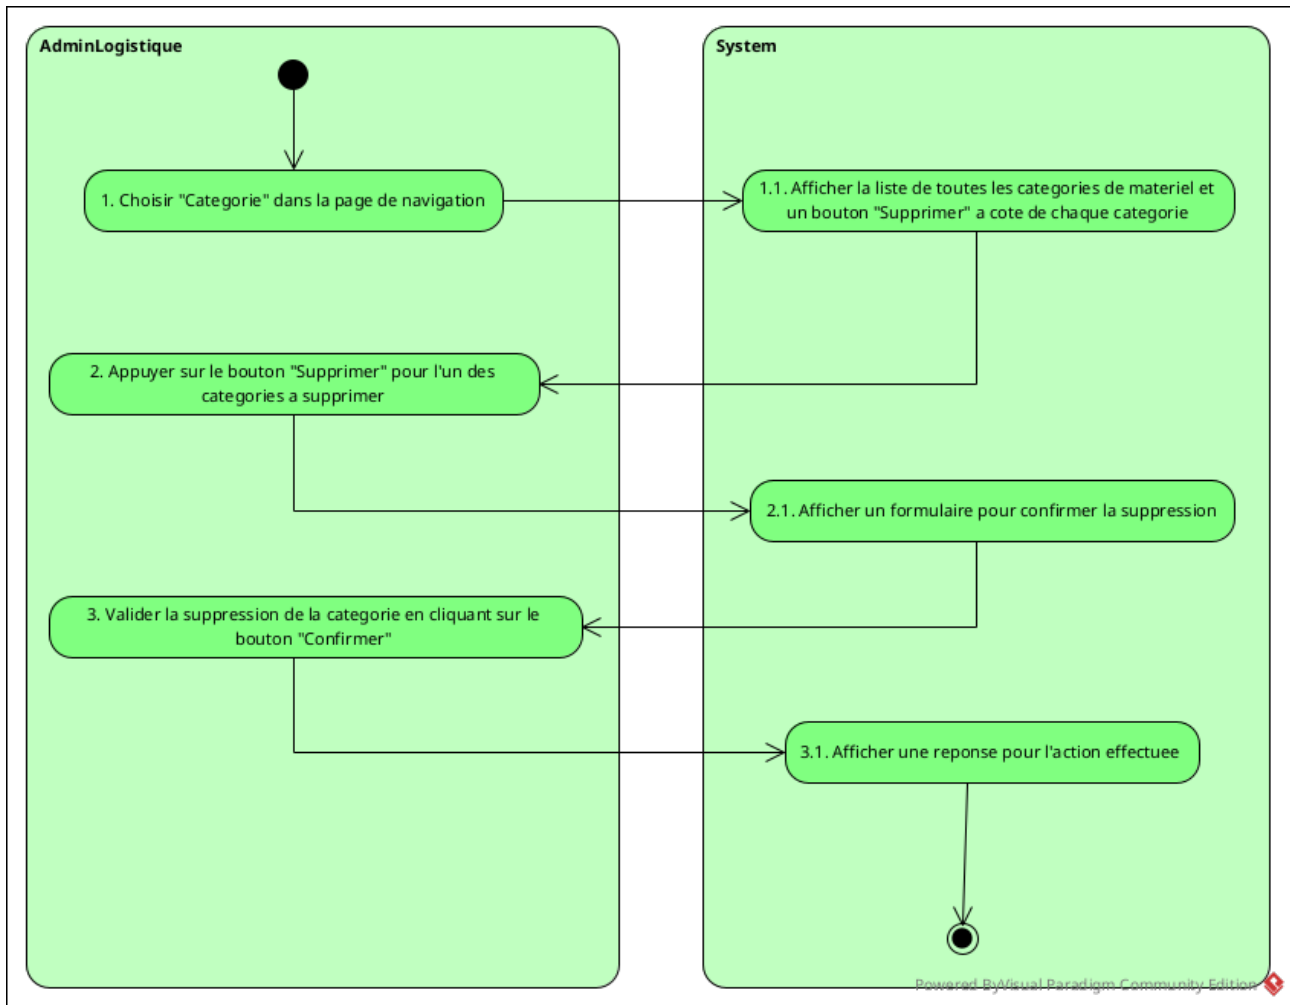 AdminLogistique
System
1. Choisir "Categorie" dans la page de navigation
1.1. Afficher la liste de toutes les categories de materiel et
un bouton "Supprimer" a cote de chaque categorie
2. Appuyer sur le bouton "Supprimer" pour l'un des
categories a supprimer
2.1. Afficher un formulaire pour confirmer la suppression
3. Valider la suppression de la categorie en cliquant sur le
bouton "Confirmer"
3.1. Afficher une reponse pour l'action effectuee
Powered ByVisual Paradigm Community Edition